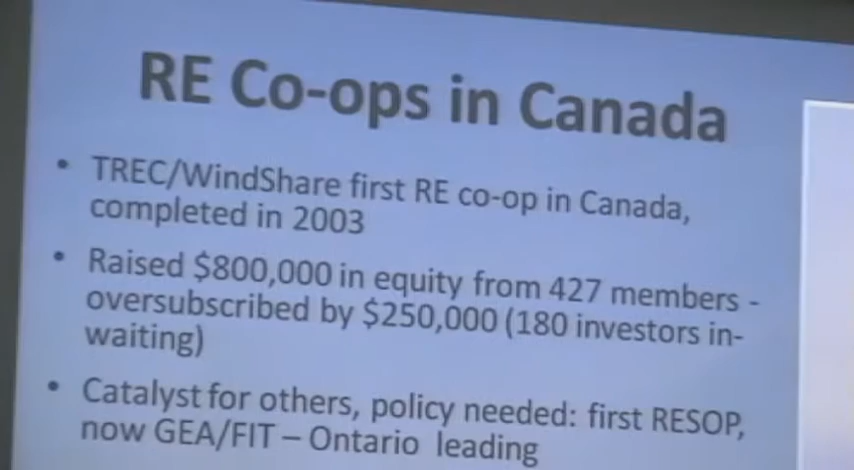 RE Co-ops in Canada
• TREC/WindShare first RE co-op in Canada,
completed in 2003
• Raised $800,000 in equity from 427 members -
oversubscribed by $250,000 (180 investors in-
waiting)
• Catalyst for others, policy needed: first RESOP,
now GEA/FIT – Ontario leading